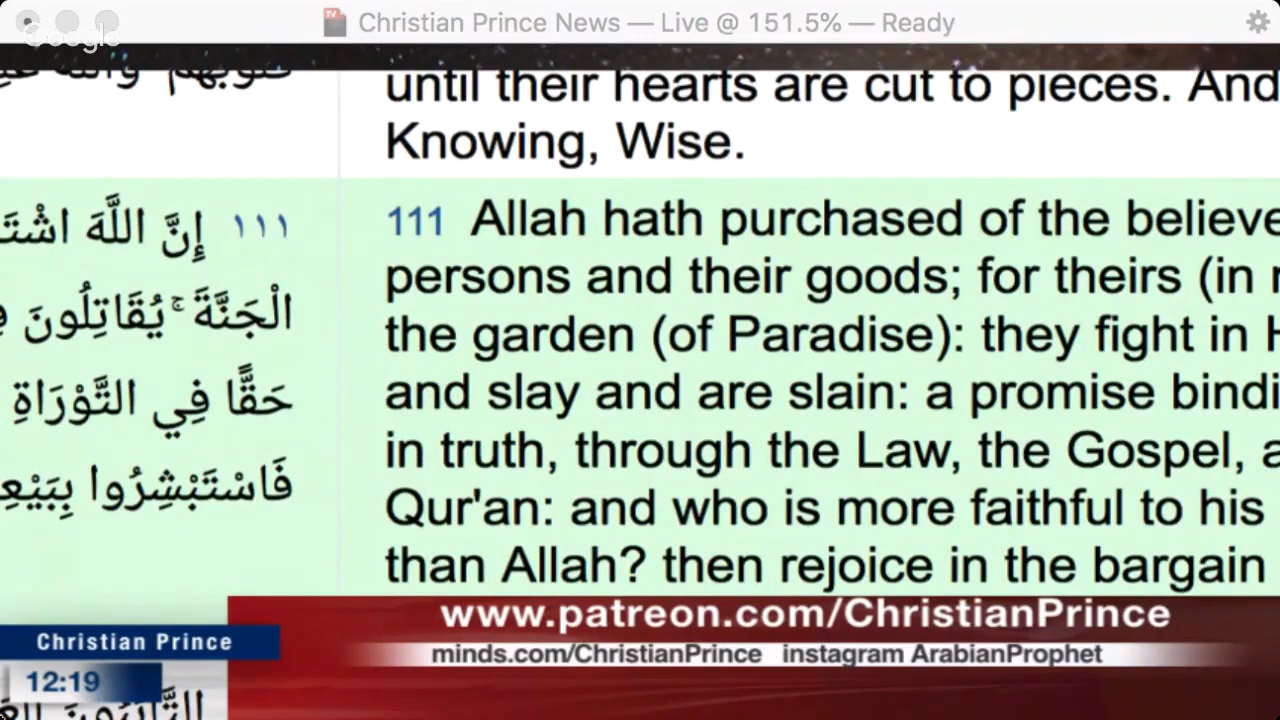 Christian Prince News — Live @ 151.5% — Ready
Google
until their hearts are cut to pieces. And
Knowing, Wise.
١١١ إِنَّ اللَّهَ
الْجَنَّةَ ۚ يُقَاتِلُونَ
حَقًّا فِي التَّوْرَاةِ
فَاسْتَبْشِرُوا
111 Allah hath purchased of the believe
persons and their goods; for theirs (in
the garden (of Paradise): they fight in H
and slay and are slain: a promise bindi
in truth, through the Law, the Gospel, a
Qur'an: and who is more faithful to his
than Allah? then rejoice in the bargain
www.patreon.com/ChristianPrince
minds.com/ChristianPrince instagram ArabianProphet
Christian Prince
12:19